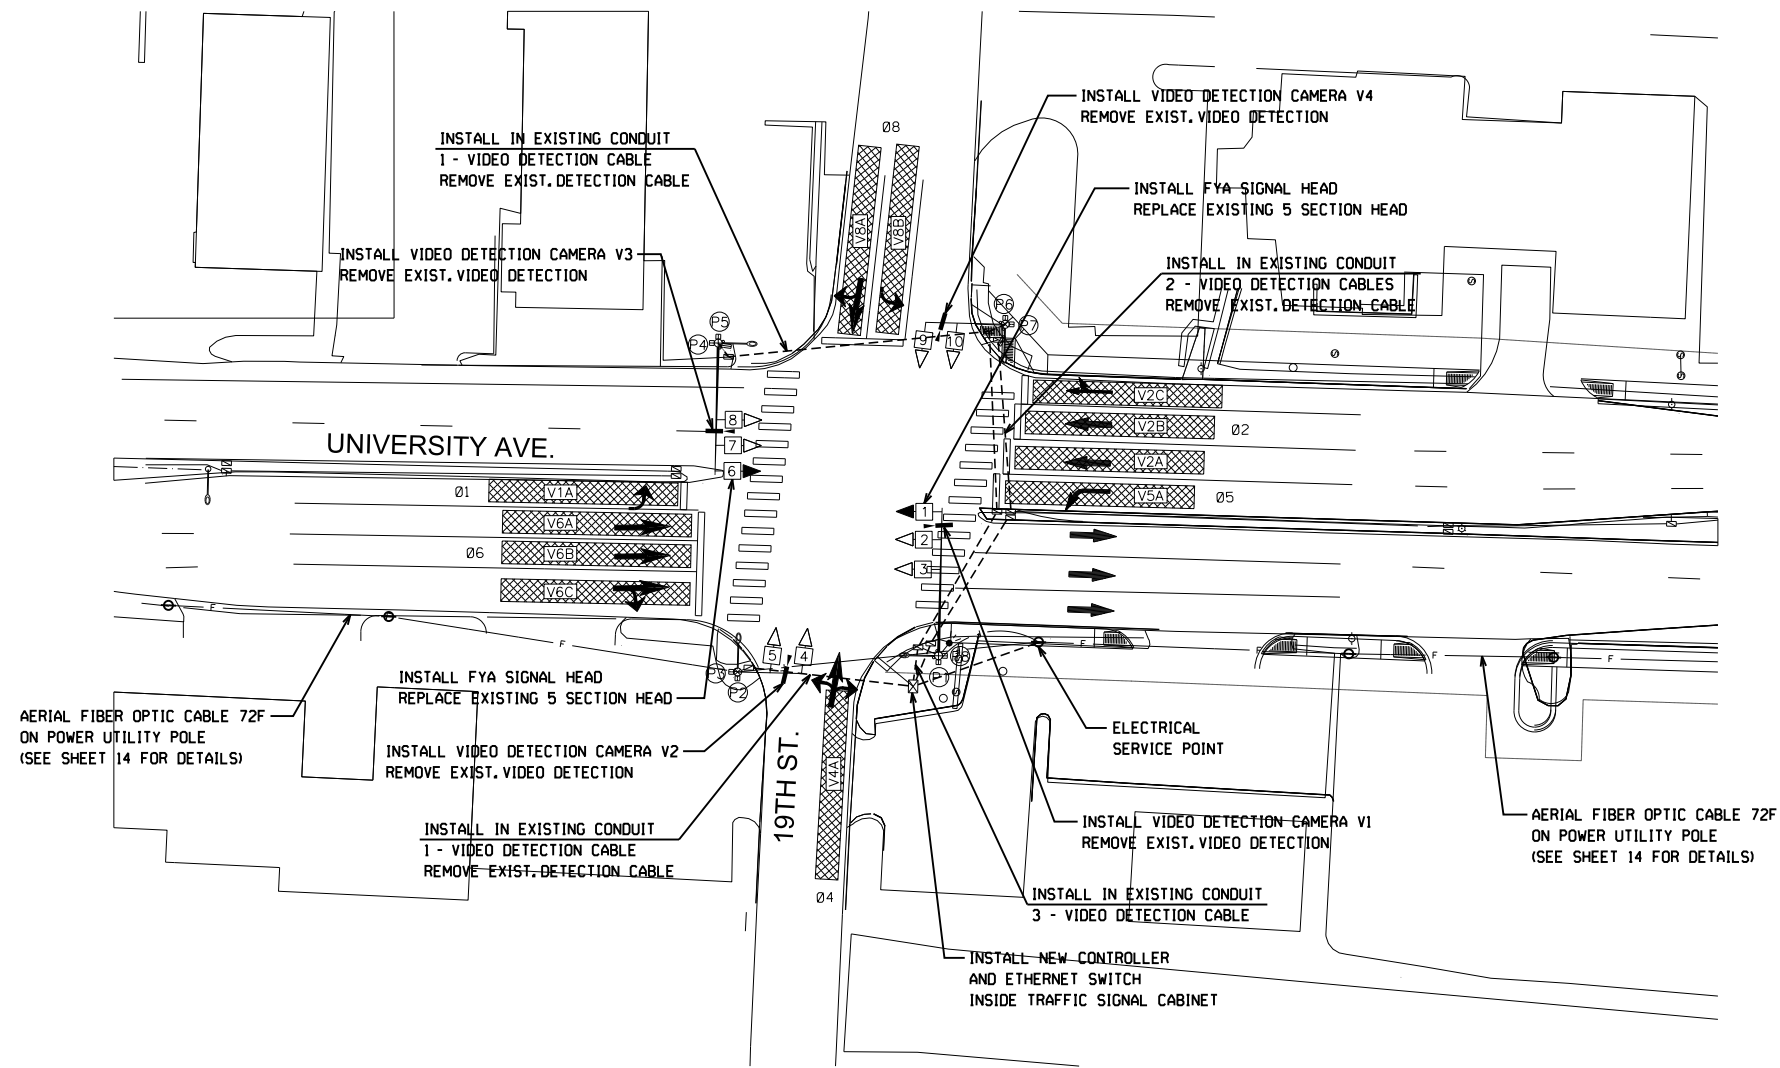 INSTALL VIDEO DETECTION CAMERA V4
REMOVE EXIST. VIDEO DETECTION
Ø8
INSTALL IN EXISTING CONDUIT
1 - VIDEO DETECTION CABLE
REMOVE EXIST. DETECTION CABLE
INSTALL FYA SIGNAL HEAD
REPLACE EXISTING 5 SECTION HEAD
V8A
V8B
INSTALL VIDEO DETECTION CAMERA V3
REMOVE EXIST. VIDEO DETECTION
INSTALL IN EXISTING CONDUIT
2 - VIDEO DETECTION CABLES
REMOVE EXIST. DETECTION CABLE
P5
P4
P6
P7
9
10
V2C
V2B
Ø2
V2A
V5A
Ø5
8
7
6
UNIVERSITY AVE.
Ø1
V1A
V6A
Ø6
V6B
V6C
1
2
3
F
F
F
F
5
4
P3
P2
P1
INSTALL FYA SIGNAL HEAD
REPLACE EXISTING 5 SECTION HEAD
AERIAL FIBER OPTIC CABLE 72F
ON POWER UTILITY POLE
(SEE SHEET 14 FOR DETAILS)
INSTALL VIDEO DETECTION CAMERA V2
REMOVE EXIST. VIDEO DETECTION
19TH ST.
V4A
Ø4
ELECTRICAL
SERVICE POINT
INSTALL IN EXISTING CONDUIT
1 - VIDEO DETECTION CABLE
REMOVE EXIST. DETECTION CABLE
INSTALL VIDEO DETECTION CAMERA V1
REMOVE EXIST. VIDEO DETECTION
AERIAL FIBER OPTIC CABLE 72F
ON POWER UTILITY POLE
(SEE SHEET 14 FOR DETAILS)
INSTALL IN EXISTING CONDUIT
3 - VIDEO DETECTION CABLE
INSTALL NEW CONTROLLER
AND ETHERNET SWITCH
INSIDE TRAFFIC SIGNAL CABINET